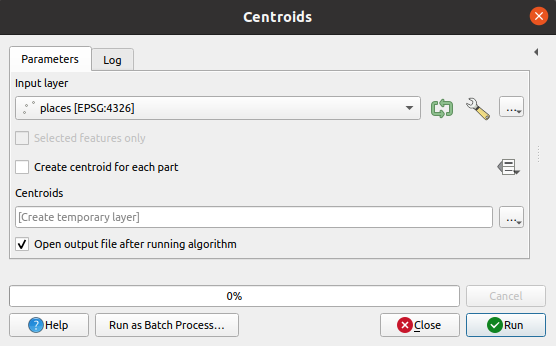 Centroids
Parameters
Log
Input layer
places [EPSG:4326]
...
Selected features only
Create centroid for each part
Centroids
[Create temporary layer]
...
Open output file after running algorithm
0%
Cancel
Help
Run as Batch Process...
Close
Run